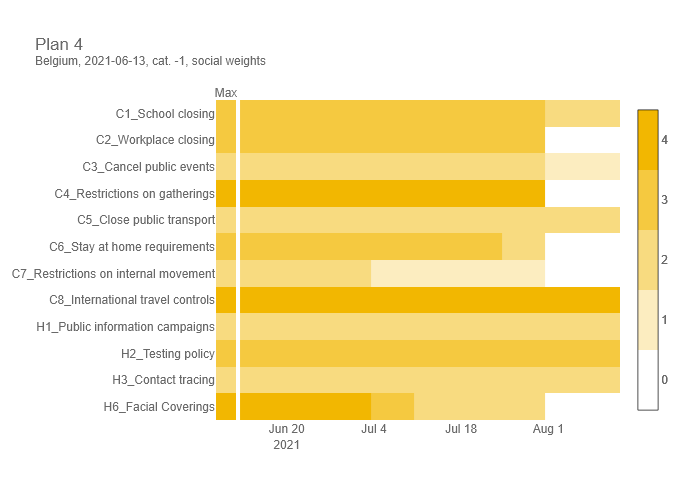 Plan 4
Belgium, 2021-06-13, cat. -1, social weights
Max
C1_School closing
C2_Workplace closing
C3_Cancel public events
C4_Restrictions on gatherings
C5_Close public transport
C6_Stay at home requirements
C7_Restrictions on internal movement
C8_International travel controls
H1_Public information campaigns
H2_Testing policy
H3_Contact tracing
H6_Facial Coverings
Jun 20 Jul 4 Jul 18 Aug 1
2021
4
3
2
1
0